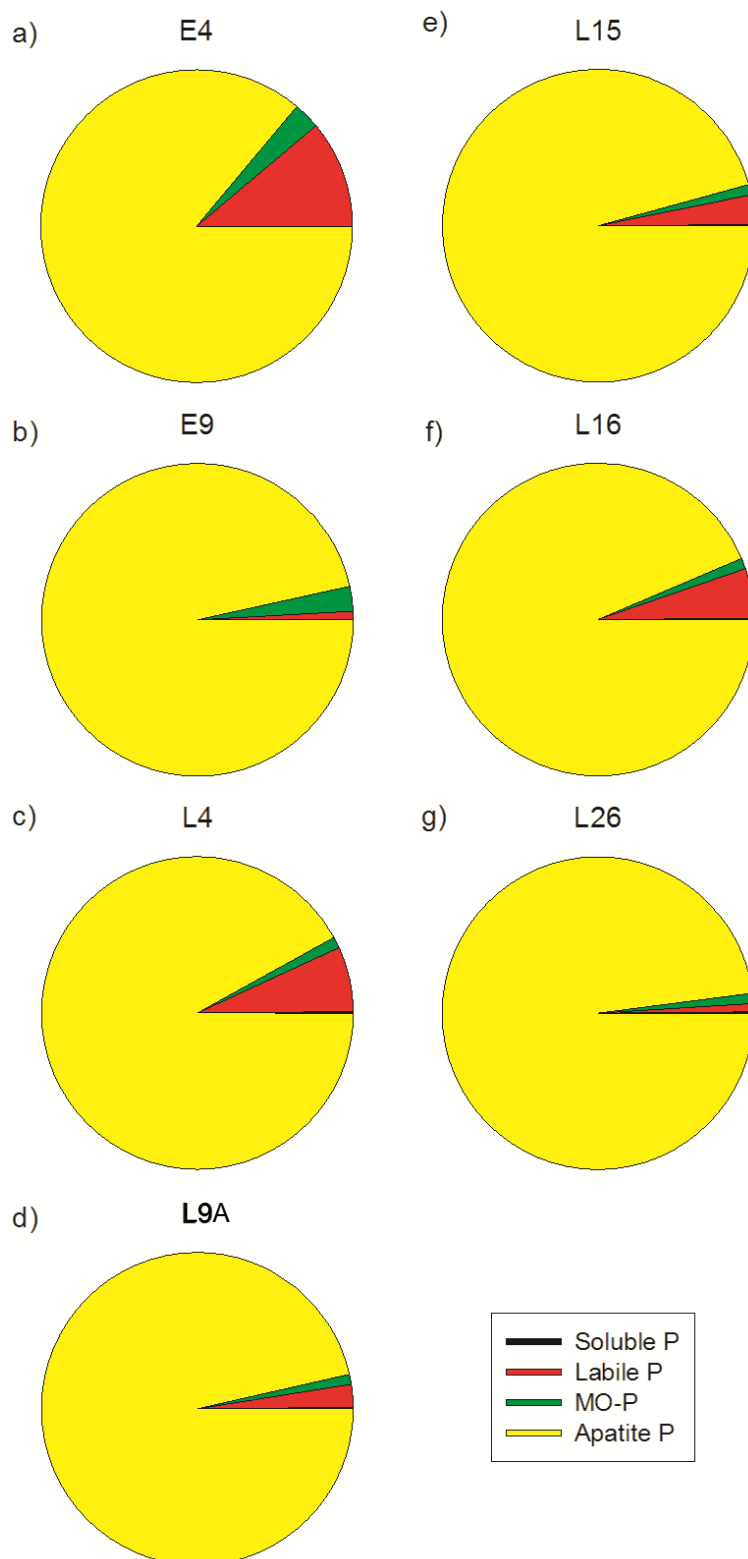 a)
E4
e)
L15
b)
E9
f)
L16
c)
L4
g)
L26
d)
L9A
Soluble P
Labile P
MO-P
Apatite P